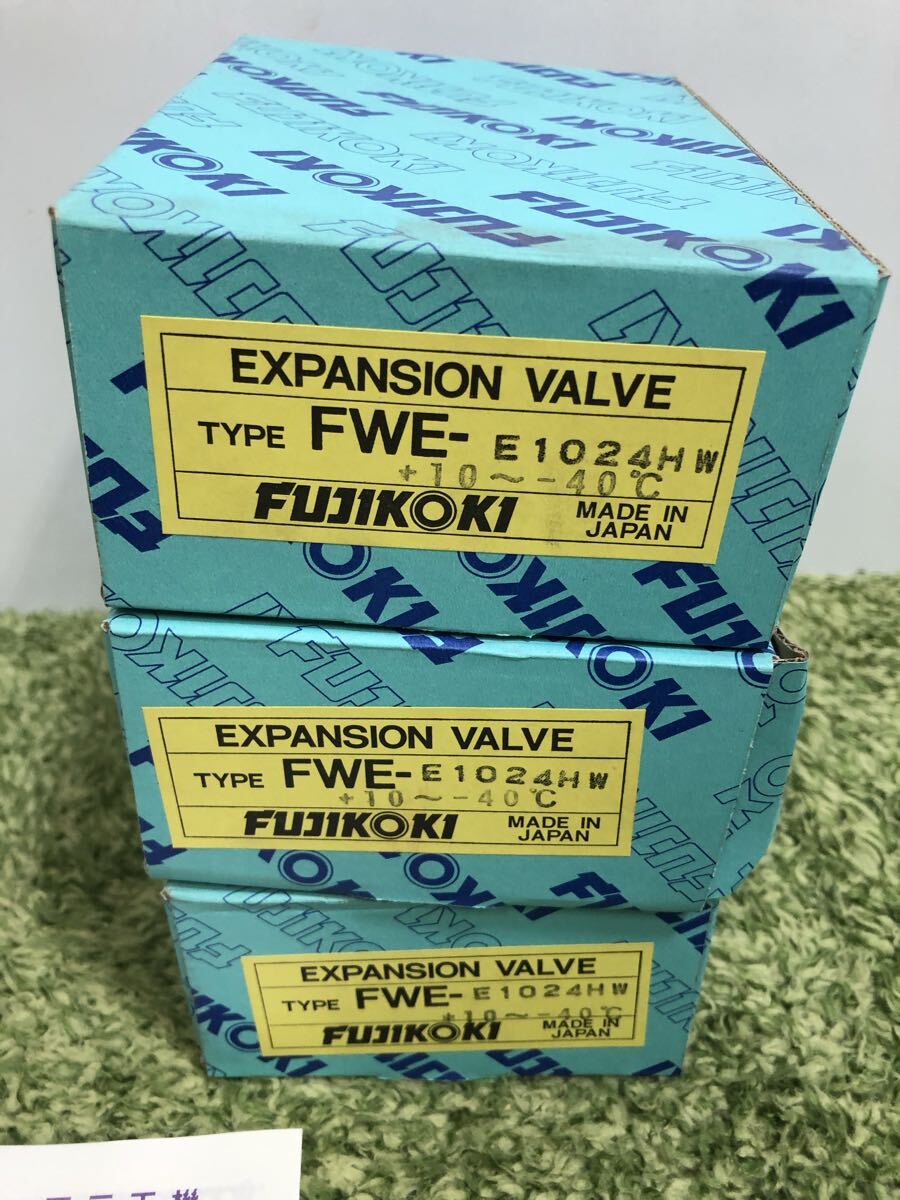 EXPANSION VALVE
TYPE FWE- E1024HW
+10～-40℃
FUJIKOKI MADE IN JAPAN
EXPANSION VALVE
TYPE FWE- E1024HW
+10～-40℃
FUJIKOKI MADE IN JAPAN
EXPANSION VALVE
TYPE FWE- E1024HW
+10～-40℃
FUJIKOKI MADE IN JAPAN